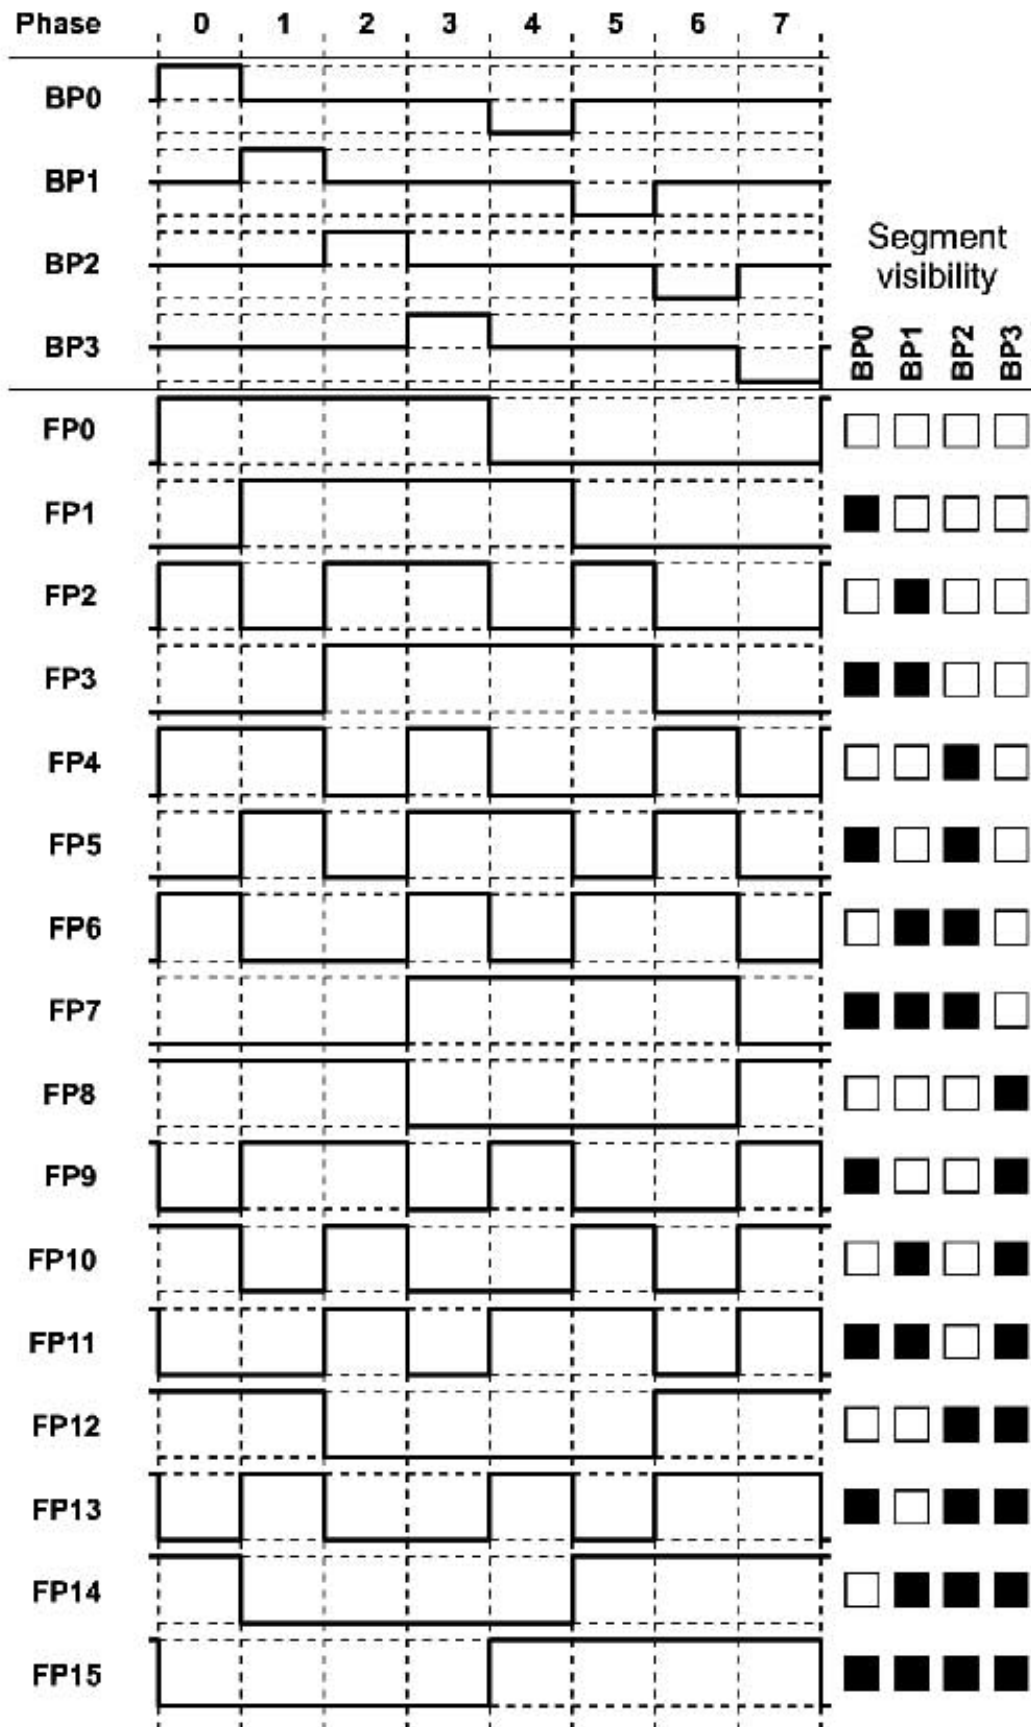 Phase 0 1 2 3 4 5 6 7
BP0
BP1
BP2
BP3
Segment
visibility
BP0 BP1 BP2 BP3
FP0
FP1
FP2
FP3
FP4
FP5
FP6
FP7
FP8
FP9
FP10
FP11
FP12
FP13
FP14
FP15